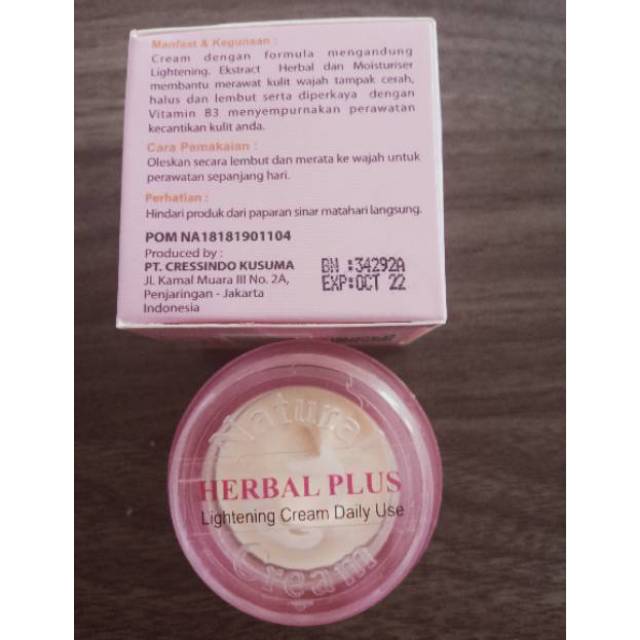 Manfaat & Kegunaan :
Cream dengan formula mengandung
Lightening, Ekstract Herbal dan Moisturiser
membantu merawat kulit wajah tampak cerah,
halus dan lembut serta diperkaya dengan
Vitamin B3 menyempurnakan perawatan
kecantikan kulit anda.
Cara Pamakaian :
Oleskan secara lembut dan merata ke wajah untuk
perawatan sepanjang hari.
Perhatian :
Hindari produk dari paparan sinar matahari langsung.
POM NA18181901104
Produced by :
PT. CRESSINDO KUSUMA
Jl. Kamal Muara III No. 2A,
Penjaringan - Jakarta
Indonesia
BN :34292A
EXP:OCT 22
Nature
HERBAL PLUS
Lightening Cream Daily Use
Cream